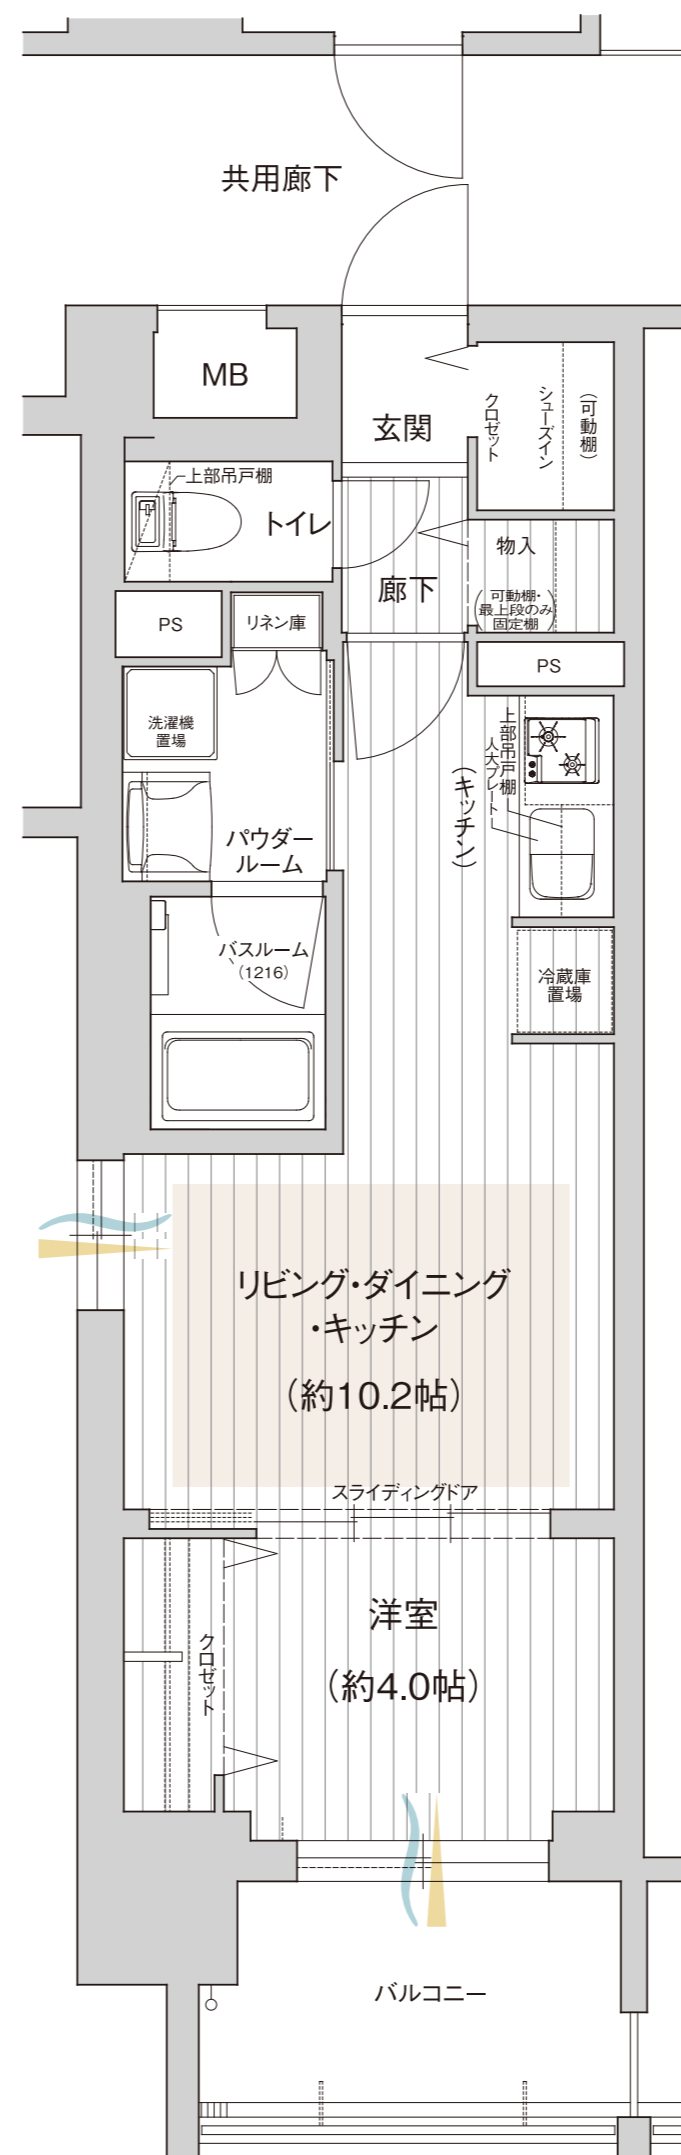 共用廊下
MB
玄関
クロゼット
シューズイン
（可動棚）
上部吊戸棚
トイレ
廊下
物入
（可動棚・
最上段のみ
固定棚）
PS
リネン庫
PS
洗濯機
置場
パウダー
ルーム
（キッチン）
人大プレート
上部吊戸棚
バスルーム
（1216）
冷蔵庫
置場
リビング・ダイニング
・キッチン
（約10.2帖）
スライディングドア
洋室
（約4.0帖）
クロゼット
バルコニー